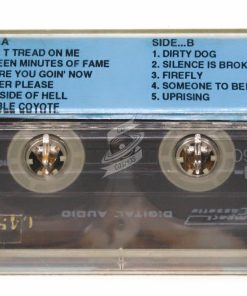 A
T TREAD ON ME
EEN MINUTES OF FAME
RE YOU GOIN' NOW
ER PLEASE
SIDE OF HELL
BLE COYOTE
SIDE...B
1. DIRTY DOG
2. SILENCE IS BROK
3. FIREFLY
4. SOMEONE TO BE
5. UPRISING
DIGITAL AUDIO